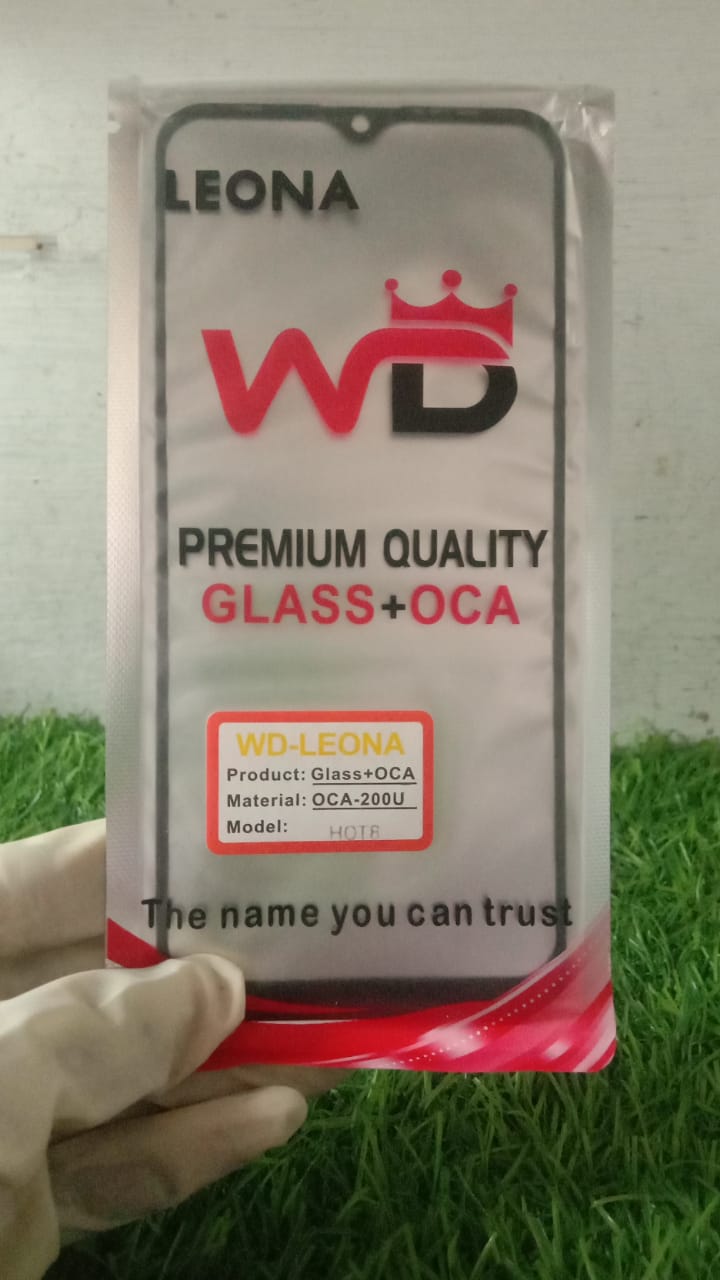 LEONA
WD
PREMIUM QUALITY
GLASS+OCA
WD-LEONA
Product: Glass+OCA
Material: OCA-200U
Model: HOT8
The name you can trust